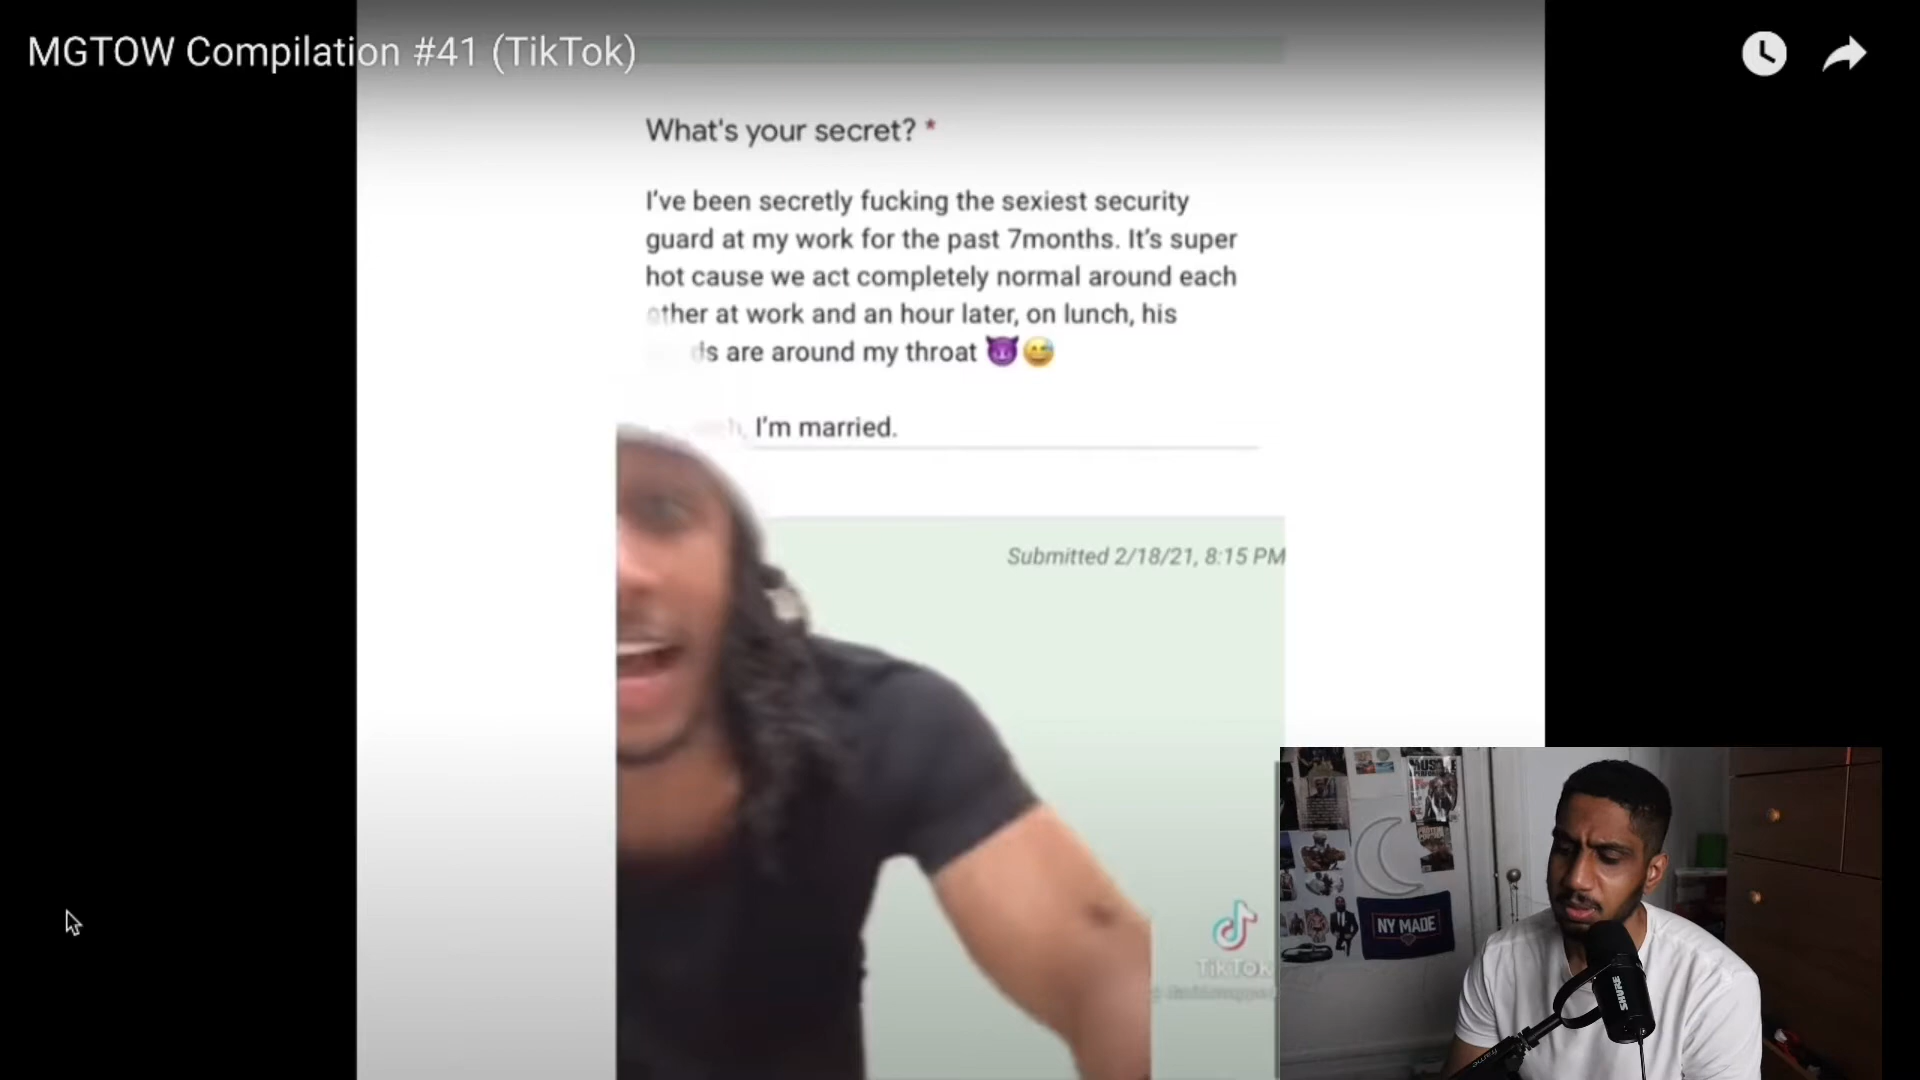 MGTOW Compilation #41 (TikTok)
What's your secret? *
I've been secretly fucking the sexiest security
guard at my work for the past 7months. It's super
hot cause we act completely normal around each
other at work and an hour later, on lunch, his
are around my throat 😈😅
I'm married.
Submitted 2/18/21, 8:15 PM
TikTok
NY MADE
SHURE